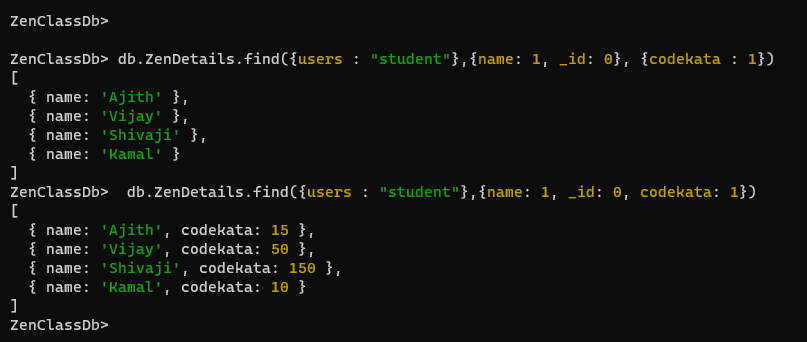 ZenClassDb>
ZenClassDb> db.ZenDetails.find({users : "student"},{name: 1, _id: 0}, {codekata : 1})
[
  { name: 'Ajith' },
  { name: 'Vijay' },
  { name: 'Shivaji' },
  { name: 'Kamal' }
]
ZenClassDb>  db.ZenDetails.find({users : "student"},{name: 1, _id: 0, codekata: 1})
[
  { name: 'Ajith', codekata: 15 },
  { name: 'Vijay', codekata: 50 },
  { name: 'Shivaji', codekata: 150 },
  { name: 'Kamal', codekata: 10 }
]
ZenClassDb>